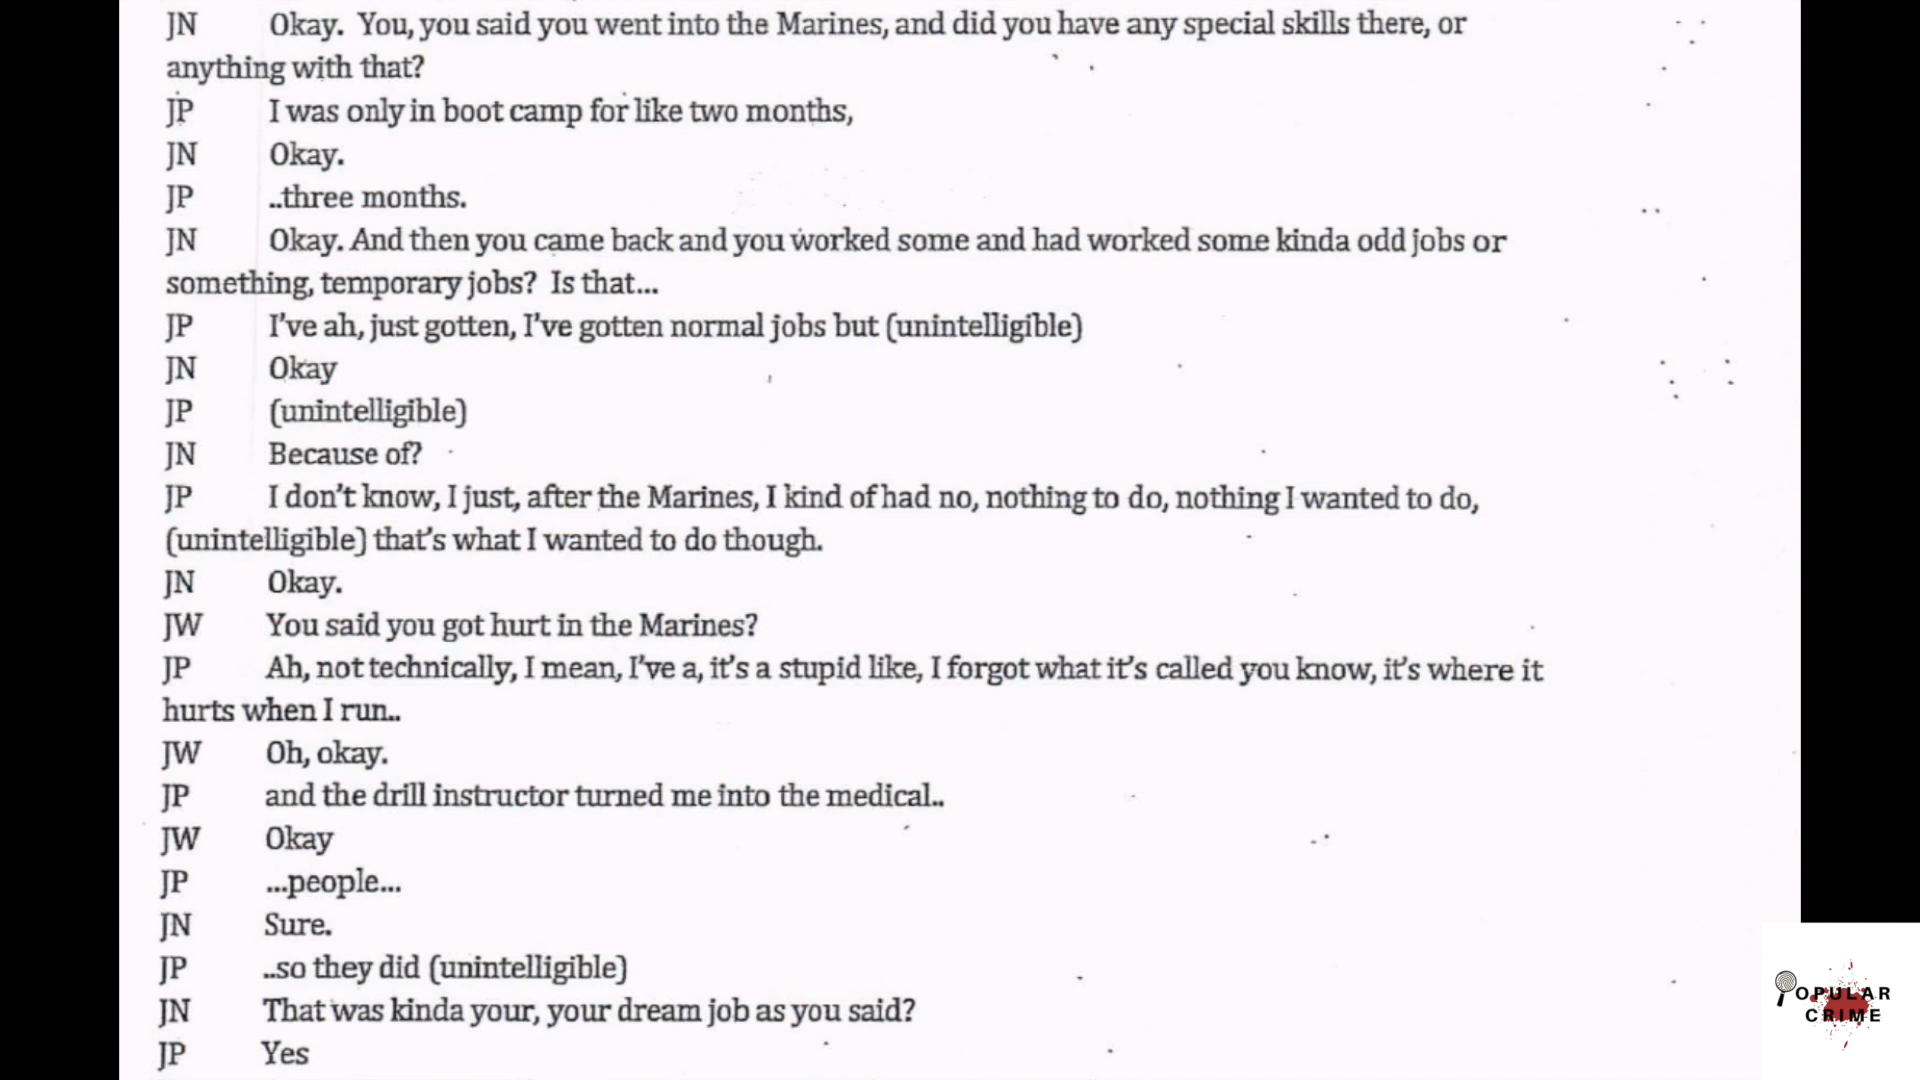 JN Okay. You, you said you went into the Marines, and did you have any special skills there, or
anything with that?
JP I was only in boot camp for like two months,
JN Okay.
JP ..three months.
JN Okay. And then you came back and you worked some and had worked some kinda odd jobs or
something, temporary jobs? Is that...
JP I've ah, just gotten, I've gotten normal jobs but (unintelligible)
JN Okay
JP (unintelligible)
JN Because of?
JP I don't know, I just, after the Marines, I kind of had no, nothing to do, nothing I wanted to do,
(unintelligible) that's what I wanted to do though.
JN Okay.
JW You said you got hurt in the Marines?
JP Ah, not technically, I mean, I've a, it's a stupid like, I forgot what it's called you know, it's where it
hurts when I run..
JW Oh, okay.
JP and the drill instructor turned me into the medical..
JW Okay
JP ...people...
JN Sure.
JP ..so they did (unintelligible)
JN That was kinda your, your dream job as you said?
JP Yes
POPULAR
CRIME